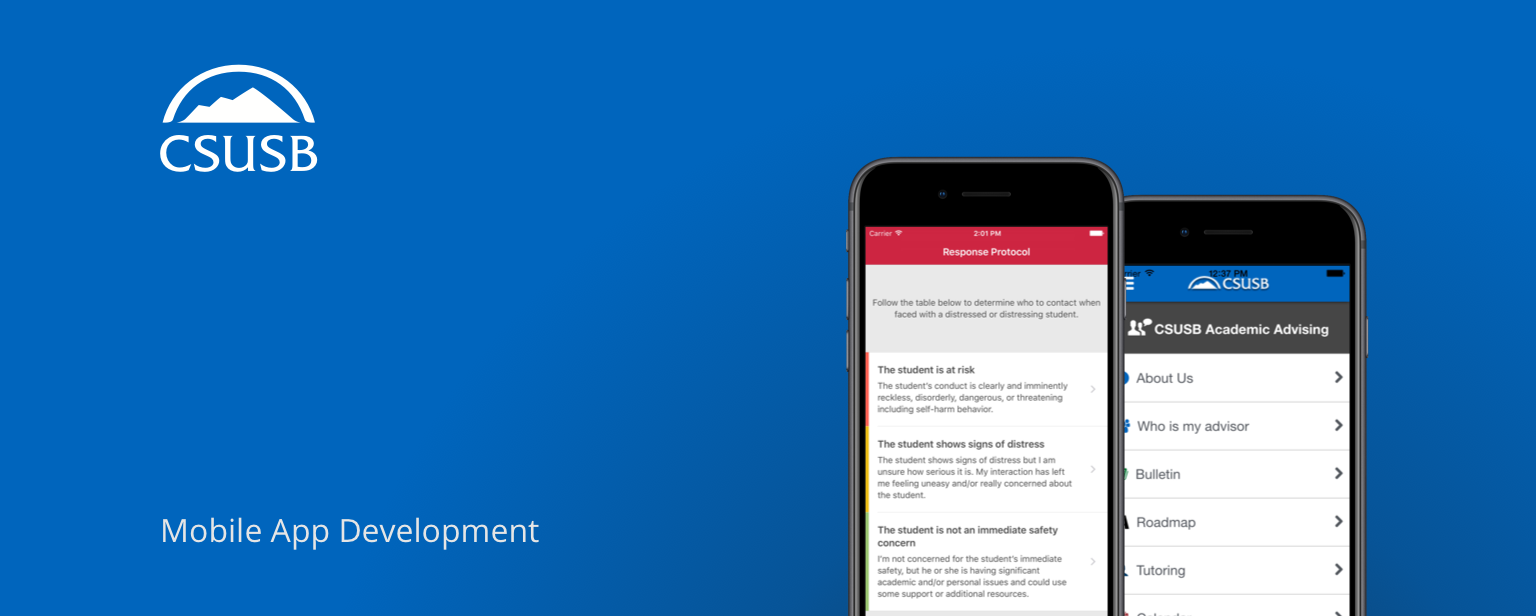 CSUSB
Mobile App Development
Carrier 2:01 PM
Response Protocol
Follow the table below to determine who to contact when
faced with a distressed or distressing student.
The student is at risk
The student's conduct is clearly and imminently
reckless, disorderly, dangerous, or threatening
including self-harm behavior.
The student shows signs of distress
The student shows signs of distress but I am
unsure how serious it is. My interaction has left
me feeling uneasy and/or really concerned about
the student.
The student is not an immediate safety
concern
I'm not concerned for the student's immediate
safety, but he or she is having significant
academic and/or personal issues and could use
some support or additional resources.
12:37 PM
CSUSB
CSUSB Academic Advising
About Us
Who is my advisor
Bulletin
Roadmap
Tutoring